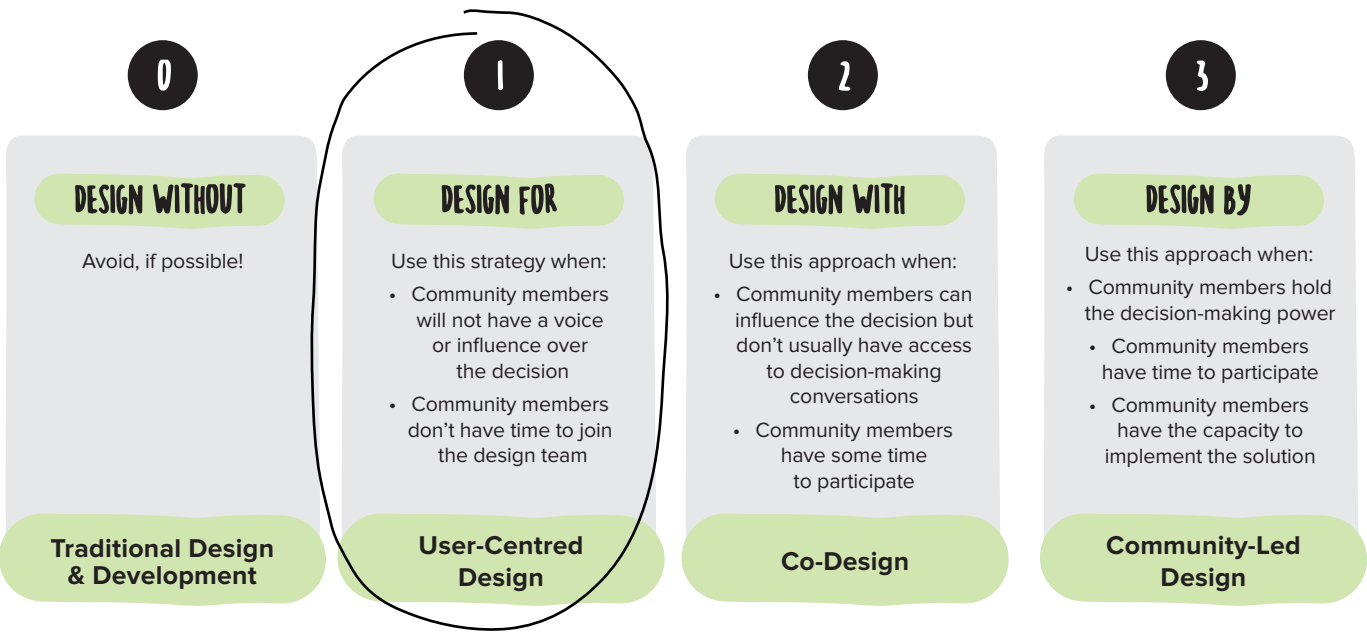 0
DESIGN WITHOUT
Avoid, if possible!
Traditional Design
& Development
1
DESIGN FOR
Use this strategy when:
• Community members
will not have a voice
or influence over
the decision
• Community members
don't have time to join
the design team
User-Centred
Design
2
DESIGN WITH
Use this approach when:
• Community members can
influence the decision but
don't usually have access
to decision-making
conversations
• Community members
have some time
to participate
Co-Design
3
DESIGN BY
Use this approach when:
• Community members hold
the decision-making power
• Community members
have time to participate
• Community members
have the capacity to
implement the solution
Community-Led
Design